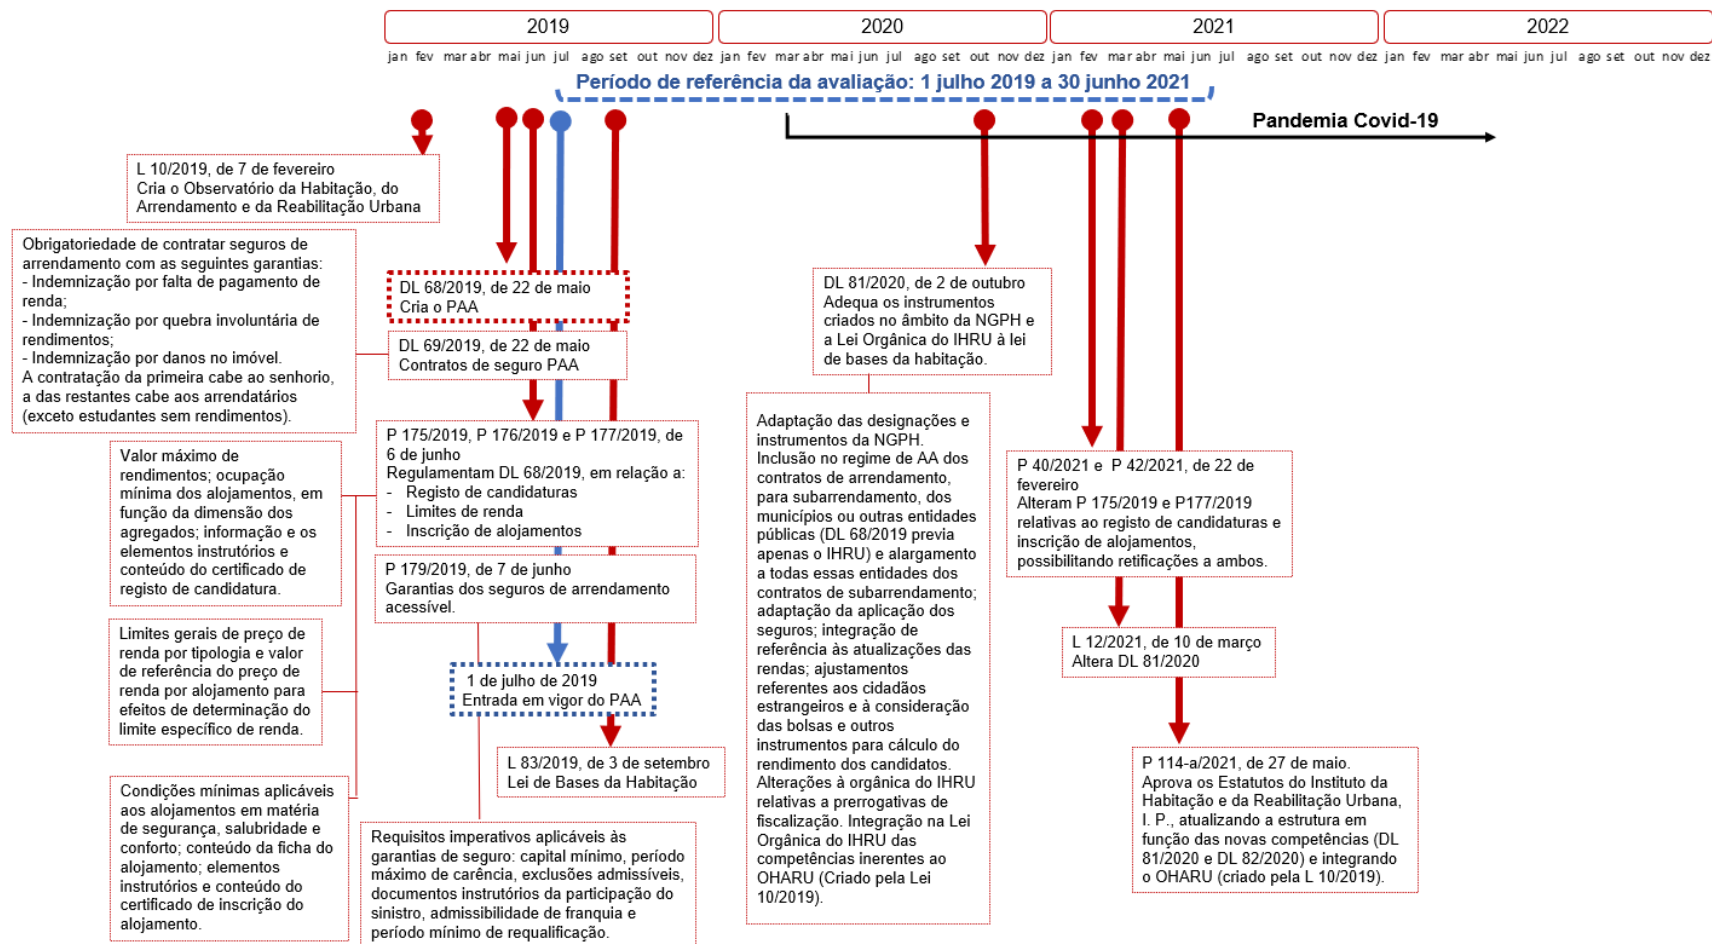 2019
2020
2021
2022
jan fev mar abr mai jun jul ago set out nov dez
jan fev mar abr mai jun jul ago set out nov dez
jan fev mar abr mai jun jul ago set out nov dez
jan fev mar abr mai jun jul ago set out nov dez
Período de referência da avaliação: 1 julho 2019 a 30 junho 2021
Pandemia Covid-19
L 10/2019, de 7 de fevereiro
Cria o Observatório da Habitação, do
Arrendamento e da Reabilitação Urbana
Obrigatoriedade de contratar seguros de
arrendamento com as seguintes garantias:
- Indemnização por falta de pagamento de
renda;
- Indemnização por quebra involuntária de
rendimentos;
- Indemnização por danos no imóvel.
A contratação da primeira cabe ao senhorio,
a das restantes cabe aos arrendatários
(exceto estudantes sem rendimentos).
DL 68/2019, de 22 de maio
Cria o PAA
DL 69/2019, de 22 de maio
Contratos de seguro PAA
P 175/2019, P 176/2019 e P 177/2019, de
6 de junho
Regulamentam DL 68/2019, em relação a:
- Registo de candidaturas
- Limites de renda
- Inscrição de alojamentos
Valor máximo de
rendimentos; ocupação
mínima dos alojamentos, em
função da dimensão dos
agregados; informação e os
elementos instrutórios e
conteúdo do certificado de
registo de candidatura.
Limites gerais de preço de
renda por tipologia e valor
de referência do preço de
renda por alojamento para
efeitos de determinação do
limite específico de renda.
Condições mínimas aplicáveis
aos alojamentos em matéria
de segurança, salubridade e
conforto; conteúdo da ficha do
alojamento; elementos
instrutórios e conteúdo do
certificado de inscrição do
alojamento.
P 179/2019, de 7 de junho
Garantias dos seguros de arrendamento
acessível.
1 de julho de 2019
Entrada em vigor do PAA
L 83/2019, de 3 de setembro
Lei de Bases da Habitação
Requisitos imperativos aplicáveis às
garantias de seguro: capital mínimo, período
máximo de carência, exclusões admissíveis,
documentos instrutórios da participação do
sinistro, admissibilidade de franquia e
período mínimo de requalificação.
DL 81/2020, de 2 de outubro
Adequa os instrumentos
criados no âmbito da NGPH e
a Lei Orgânica do IHRU à lei
de bases da habitação.
Adaptação das designações e
instrumentos da NGPH.
Inclusão no regime de AA dos
contratos de arrendamento,
para subarrendamento, dos
municípios ou outras entidades
públicas (DL 68/2019 previa
apenas o IHRU) e alargamento
a todas essas entidades dos
contratos de subarrendamento;
adaptação da aplicação dos
seguros; integração de
referência às atualizações das
rendas; ajustamentos
referentes aos cidadãos
estrangeiros e à consideração
das bolsas e outros
instrumentos para cálculo do
rendimento dos candidatos.
Alterações à orgânica do IHRU
relativas a prerrogativas de
fiscalização. Integração na Lei
Orgânica do IHRU das
competências inerentes ao
OHARU (Criado pela Lei
10/2019).
P 40/2021 e P 42/2021, de 22 de
fevereiro
Alteram P 175/2019 e P177/2019
relativas ao registo de candidaturas e
inscrição de alojamentos,
possibilitando retificações a ambos.
L 12/2021, de 10 de março
Altera DL 81/2020
P 114-a/2021, de 27 de maio.
Aprova os Estatutos do Instituto da
Habitação e da Reabilitação Urbana,
I. P., atualizando a estrutura em
função das novas competências (DL
81/2020 e DL 82/2020) e integrando
o OHARU (criado pela L 10/2019).